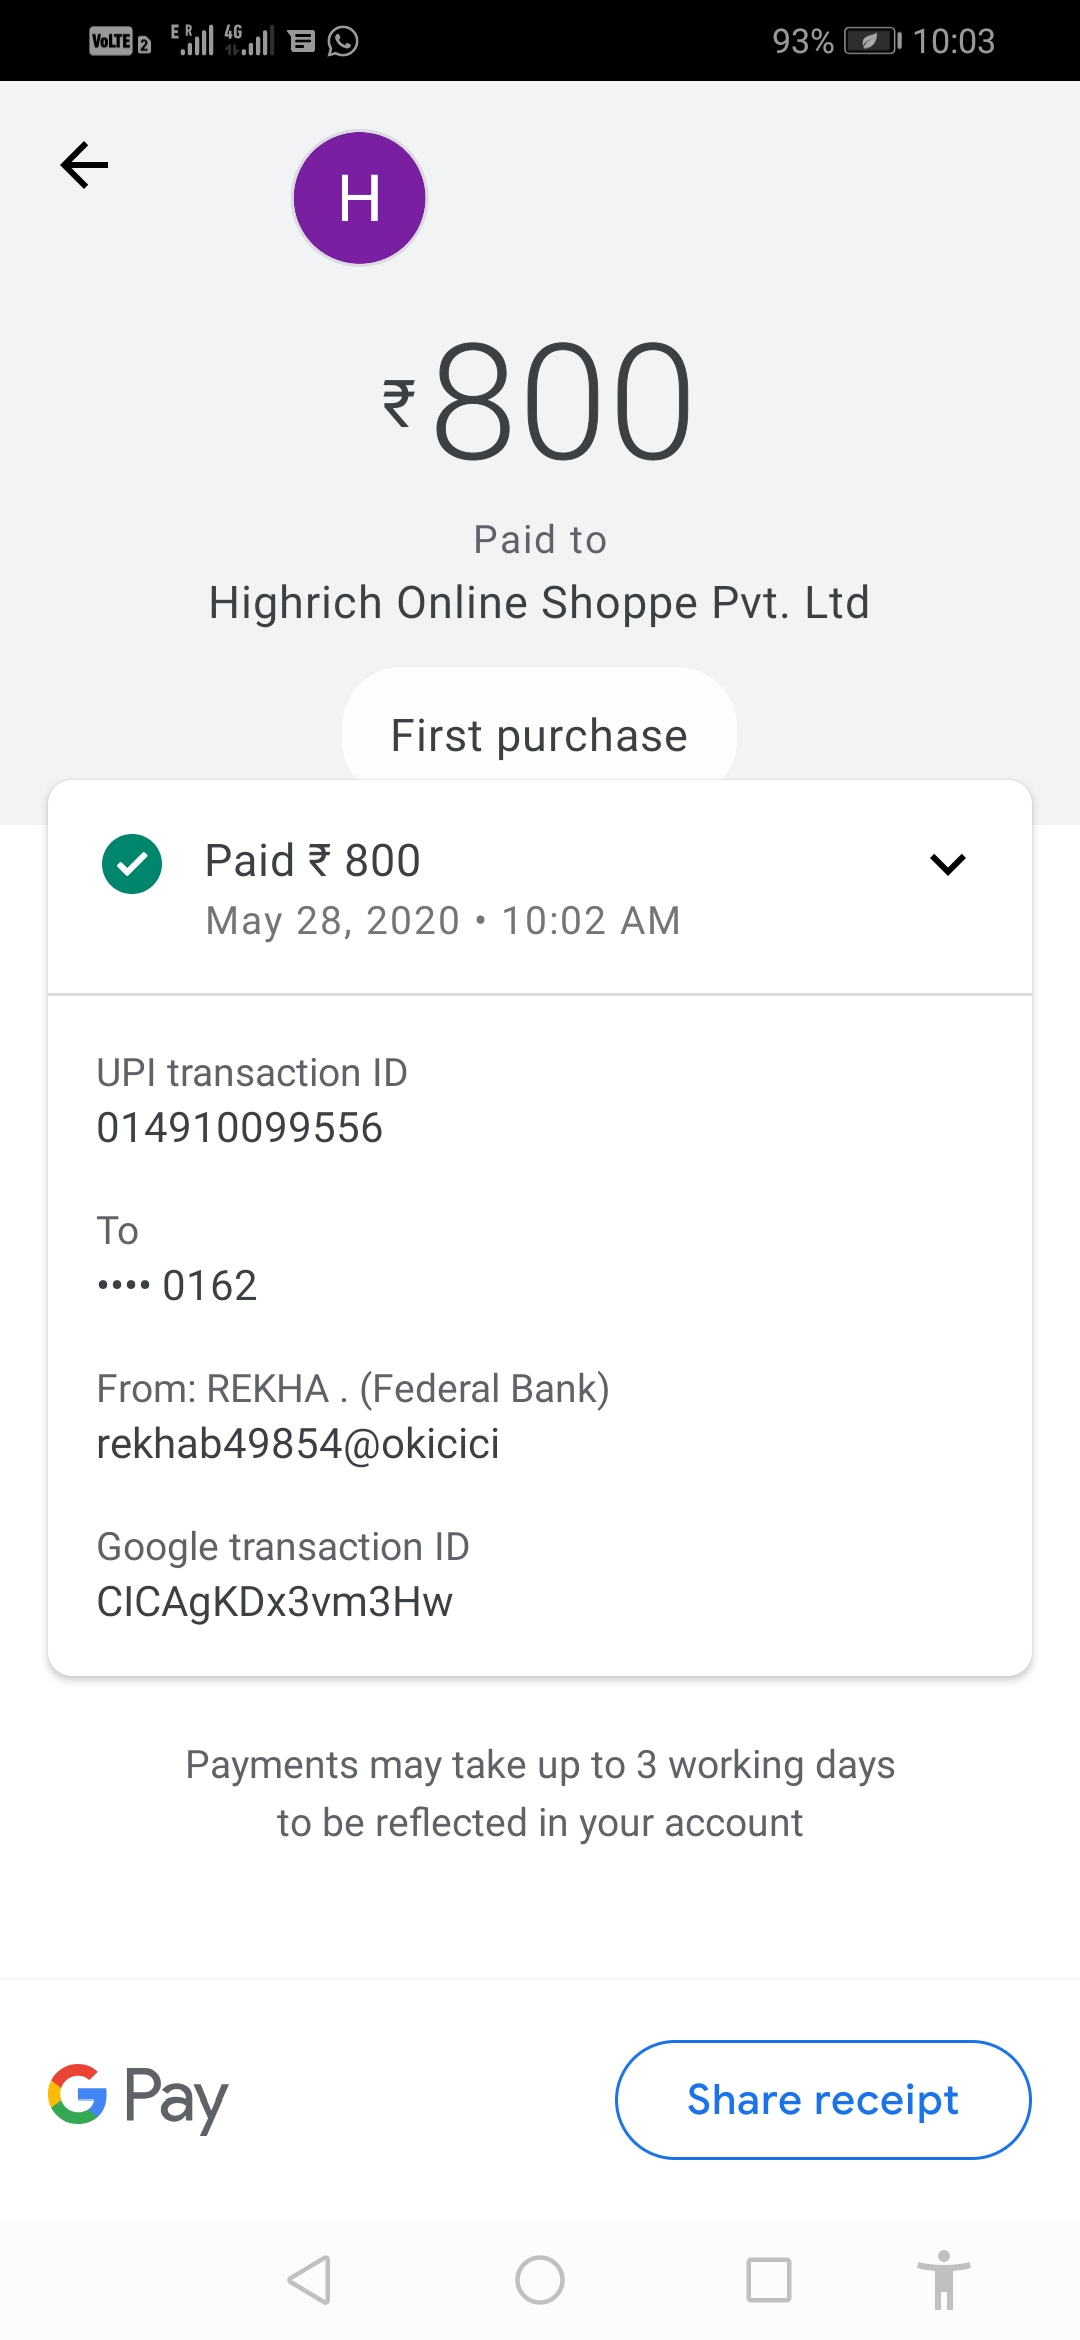 VoLTE 2 E R 4G 93% 10:03
H
₹800
Paid to
Highrich Online Shoppe Pvt. Ltd
First purchase
Paid ₹ 800
May 28, 2020 • 10:02 AM
UPI transaction ID
014910099556
To
•••• 0162
From: REKHA . (Federal Bank)
rekhab49854@okicici
Google transaction ID
CICAgKDx3vm3Hw
Payments may take up to 3 working days
to be reflected in your account
G Pay
Share receipt